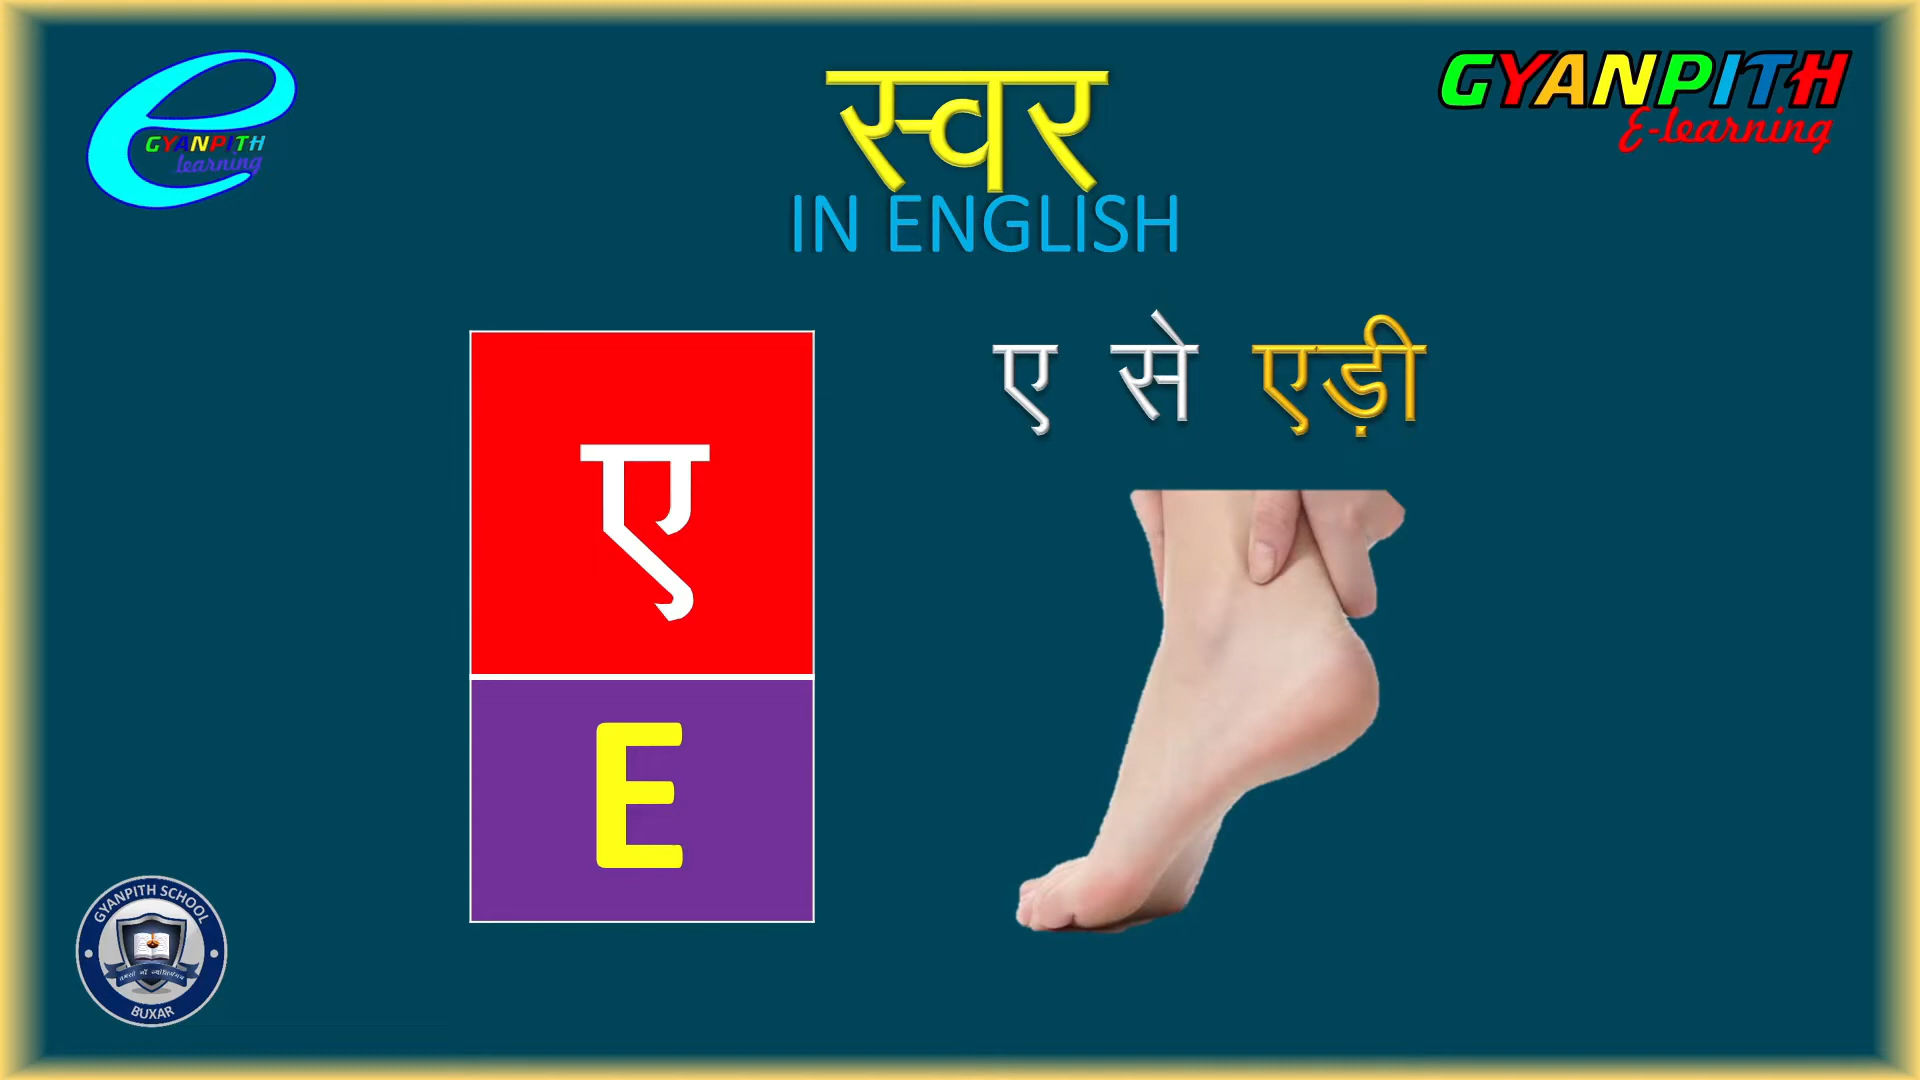 GYANPITH
learning
स्वर
IN ENGLISH
GYANPITH
E-learning
ए
E
ए से एड़ी
GYANPITH SCHOOL
BUXAR